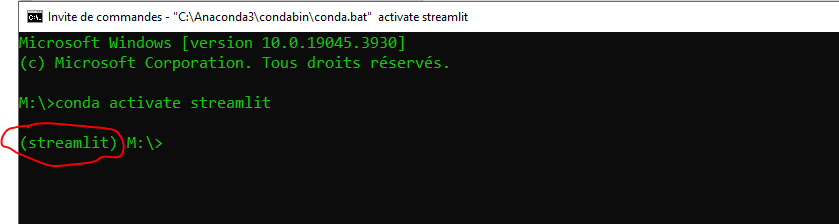 Invite de commandes - "C:\Anaconda3\condabin\conda.bat"  activate streamlit
Microsoft Windows [version 10.0.19045.3930]
(c) Microsoft Corporation. Tous droits réservés.
M:\>conda activate streamlit
(streamlit) M:\>